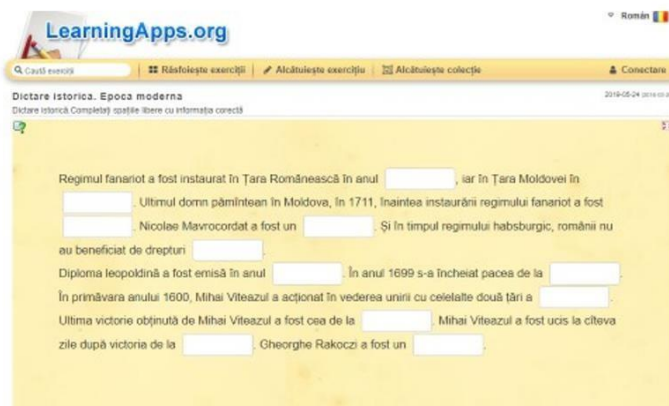 Român
LearningApps.org
Caută exerciții
Răsfoiește exerciții
Alcătuiește exercițiu
Alcătuiește colecție
Conectare
Dictare istorica. Epoca moderna
2019-05-24
Dictare istorică.Completați spațiile libere cu informația corectă
Regimul fanariot a fost instaurat în Țara Românească în anul , iar în Țara Moldovei în
. Ultimul domn pămîntean în Moldova, în 1711, înaintea instaurării regimului fanariot a fost
. Nicolae Mavrocordat a fost un . Și în timpul regimului habsburgic, românii nu
au beneficiat de drepturi .
Diploma leopoldină a fost emisă în anul . În anul 1699 s-a încheiat pacea de la .
În primăvara anului 1600, Mihai Viteazul a acționat în vederea unirii cu celelalte două țări a .
Ultima victorie obținută de Mihai Viteazul a fost cea de la . Mihai Viteazul a fost ucis la cîteva
zile după victoria de la . Gheorghe Rakoczi a fost un .